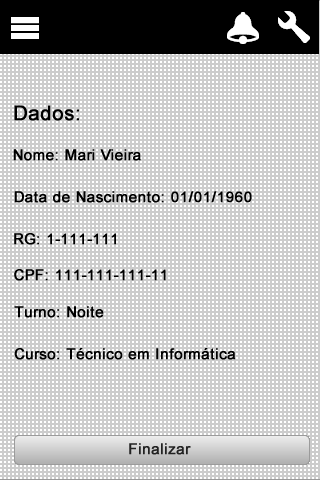 Dados:
Nome: Mari Vieira
Data de Nascimento: 01/01/1960
RG: 1-111-111
CPF: 111-111-111-11
Turno: Noite
Curso: Técnico em Informática
Finalizar